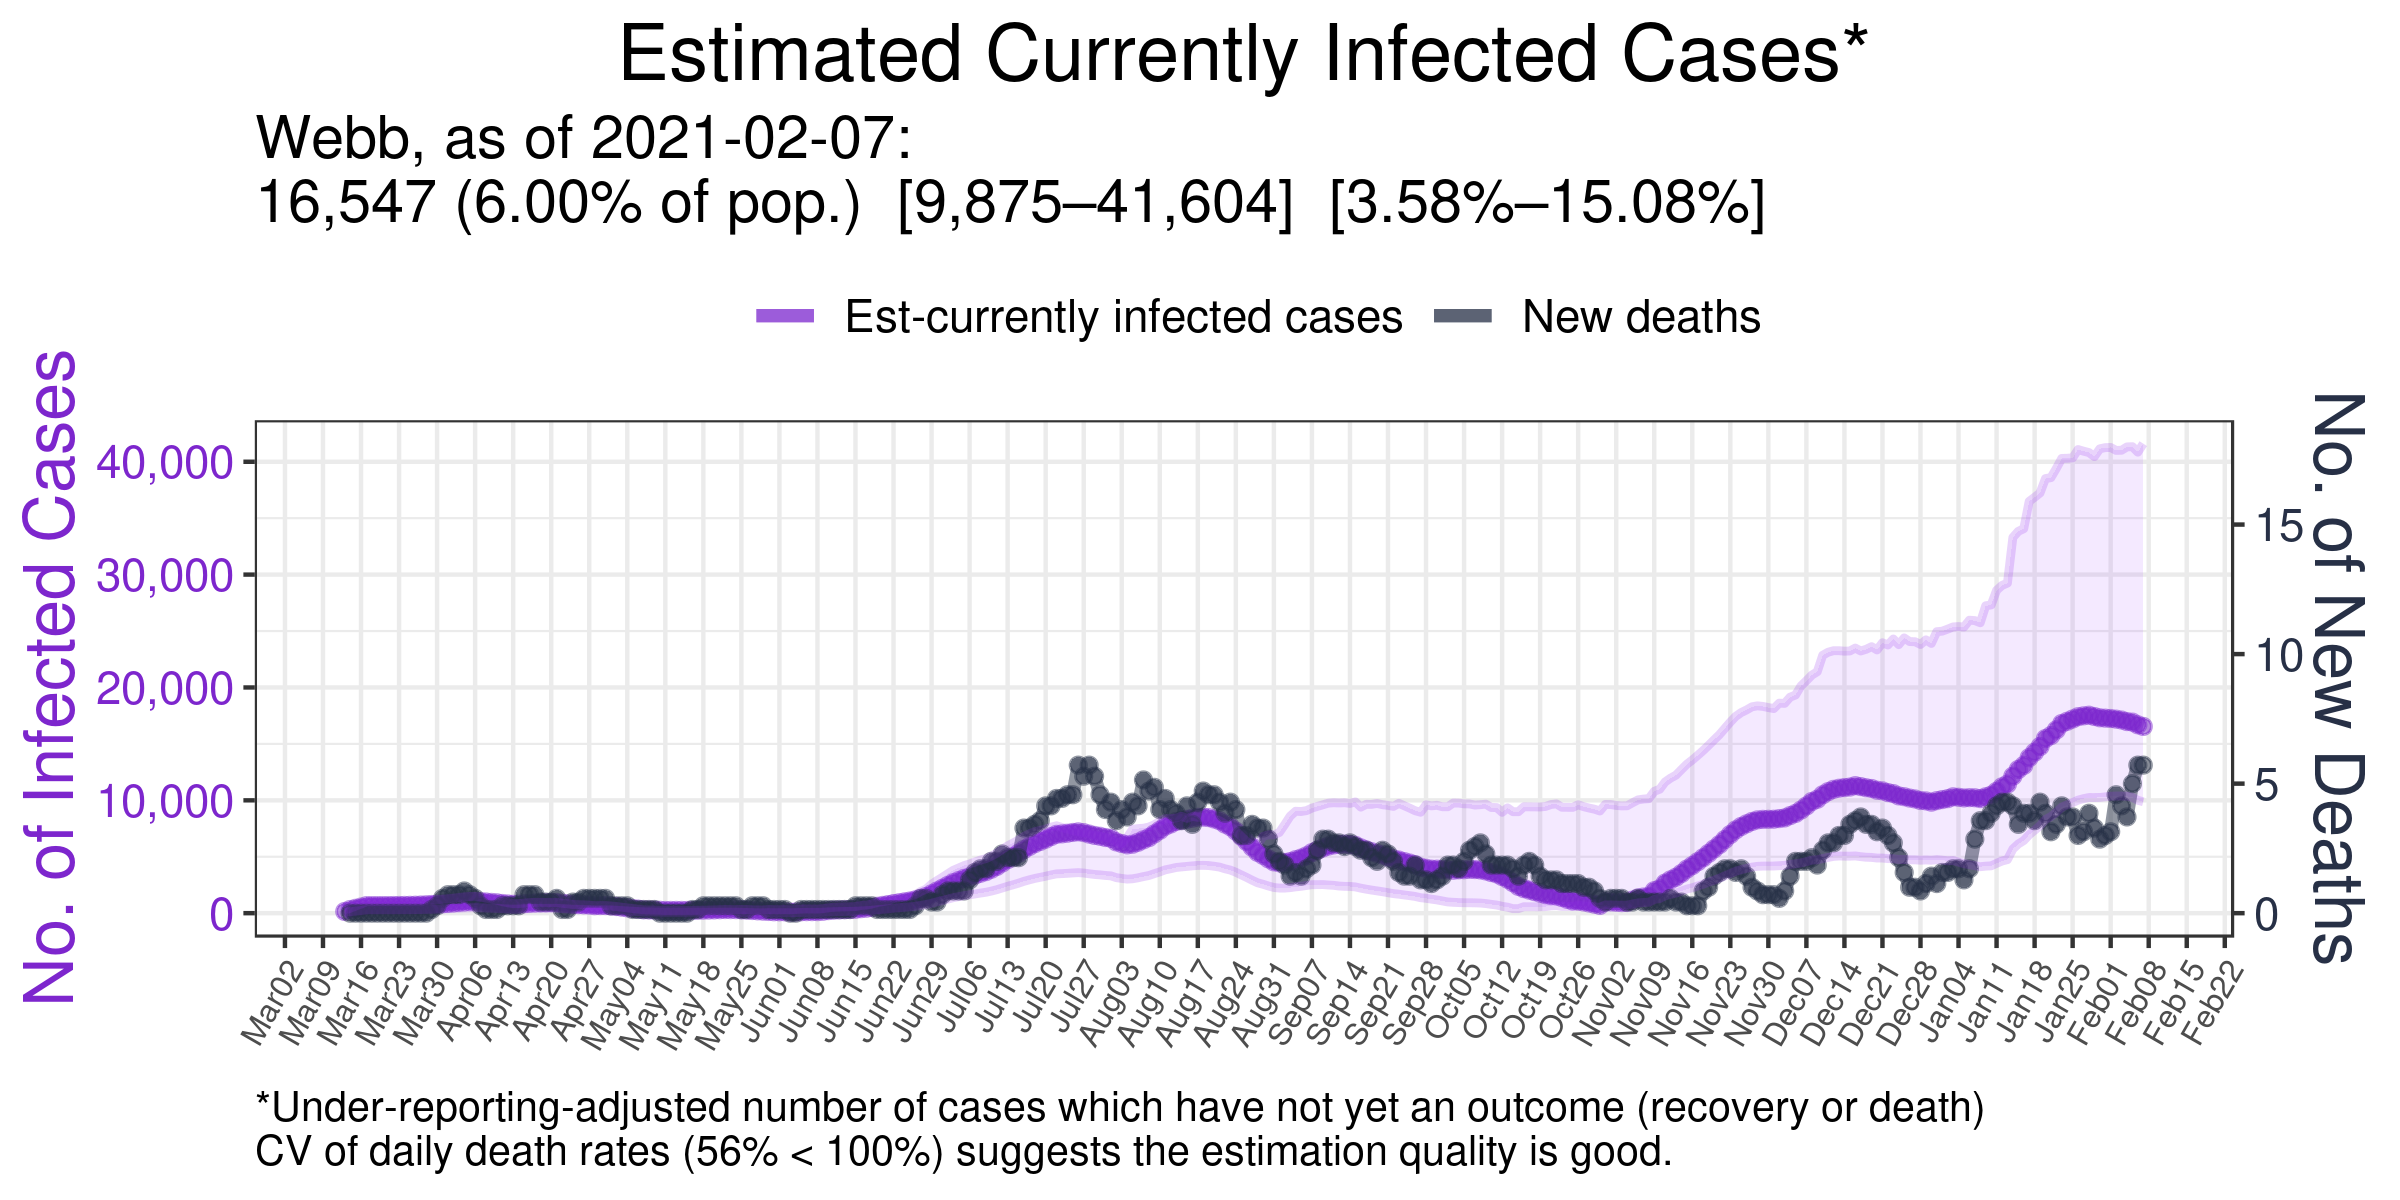 Estimated Currently Infected Cases*
Webb, as of 2021-02-07:
16,547 (6.00% of pop.)  [9,875–41,604]  [3.58%–15.08%]
Est-currently infected cases
New deaths
No. of Infected Cases
40,000
30,000
20,000
10,000
0
15
10
5
0
No. of New Deaths
Mar02
Mar09
Mar16
Mar23
Mar30
Apr06
Apr13
Apr20
Apr27
May04
May11
May18
May25
Jun01
Jun08
Jun15
Jun22
Jun29
Jul06
Jul13
Jul20
Jul27
Aug03
Aug10
Aug17
Aug24
Aug31
Sep07
Sep14
Sep21
Sep28
Oct05
Oct12
Oct19
Oct26
Nov02
Nov09
Nov16
Nov23
Nov30
Dec07
Dec14
Dec21
Dec28
Jan04
Jan11
Jan18
Jan25
Feb01
Feb08
Feb15
Feb22
*Under-reporting-adjusted number of cases which have not yet an outcome (recovery or death)
CV of daily death rates (56% < 100%) suggests the estimation quality is good.